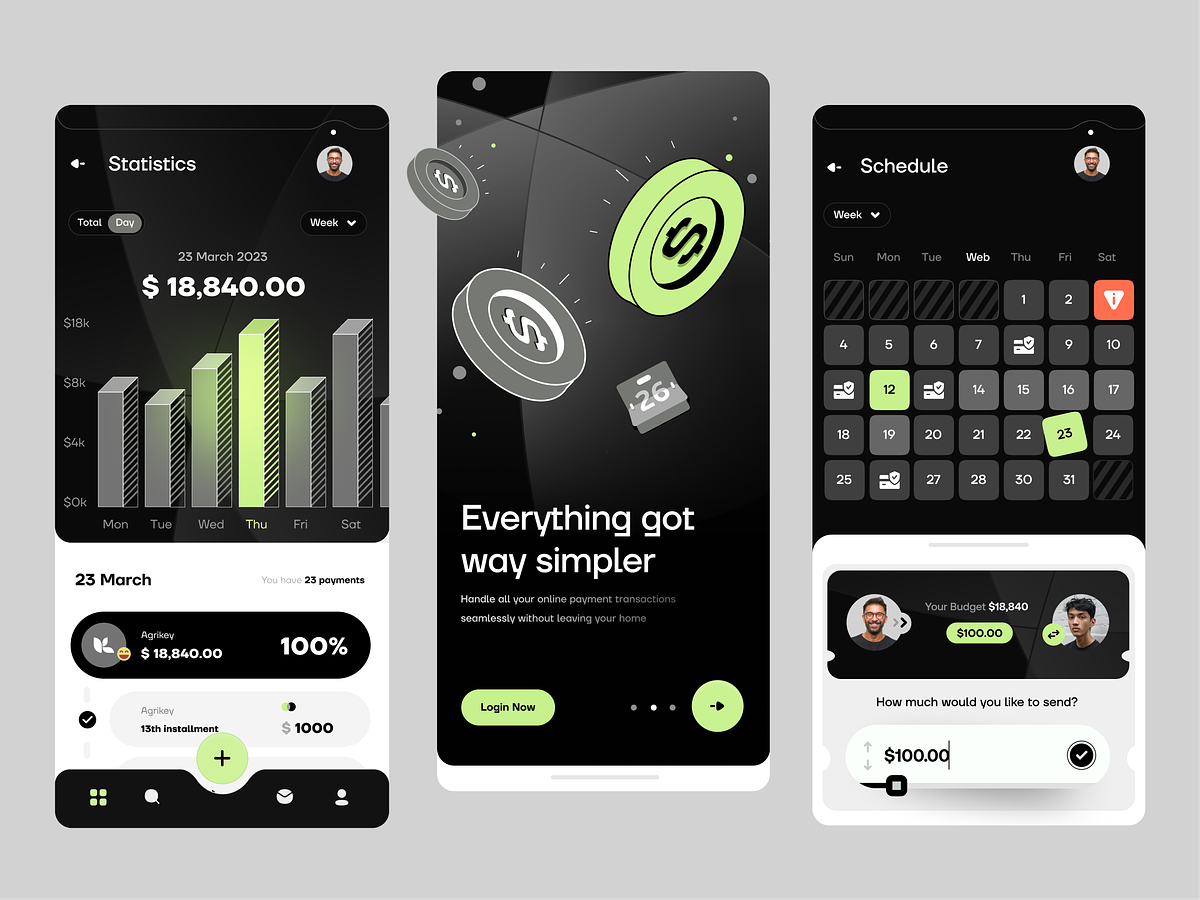 Statistics
Total Day Week
23 March 2023
$ 18,840.00
$18k
$8k
$4k
$0k
Mon Tue Wed Thu Fri Sat
23 March You have 23 payments
Agrikey
$ 18,840.00 100%
Agrikey
13th installment $ 1000
+
$
$
$
26
Everything got
way simpler
Handle all your online payment transactions
seamlessly without leaving your home
Login Now
Schedule
Week
Sun Mon Tue Web Thu Fri Sat
1 2 i
4 5 6 7 9 10
12 14 15 16 17
18 19 20 21 22 23 24
25 27 28 30 31
Your Budget $18,840
$100.00
How much would you like to send?
$100.00